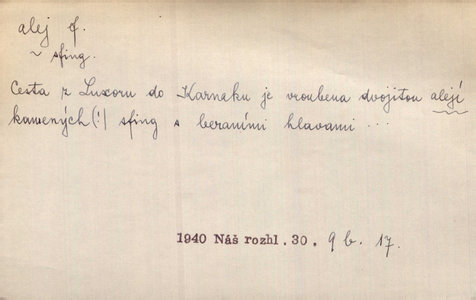 alej f.
~ sfing.
Cesta z Luxoru do Karnaku je vroubena dvojitou alejí
kamených (!) sfing s beraními hlavami ...
1940 Náš rozhl. 30. 9 b. 17.